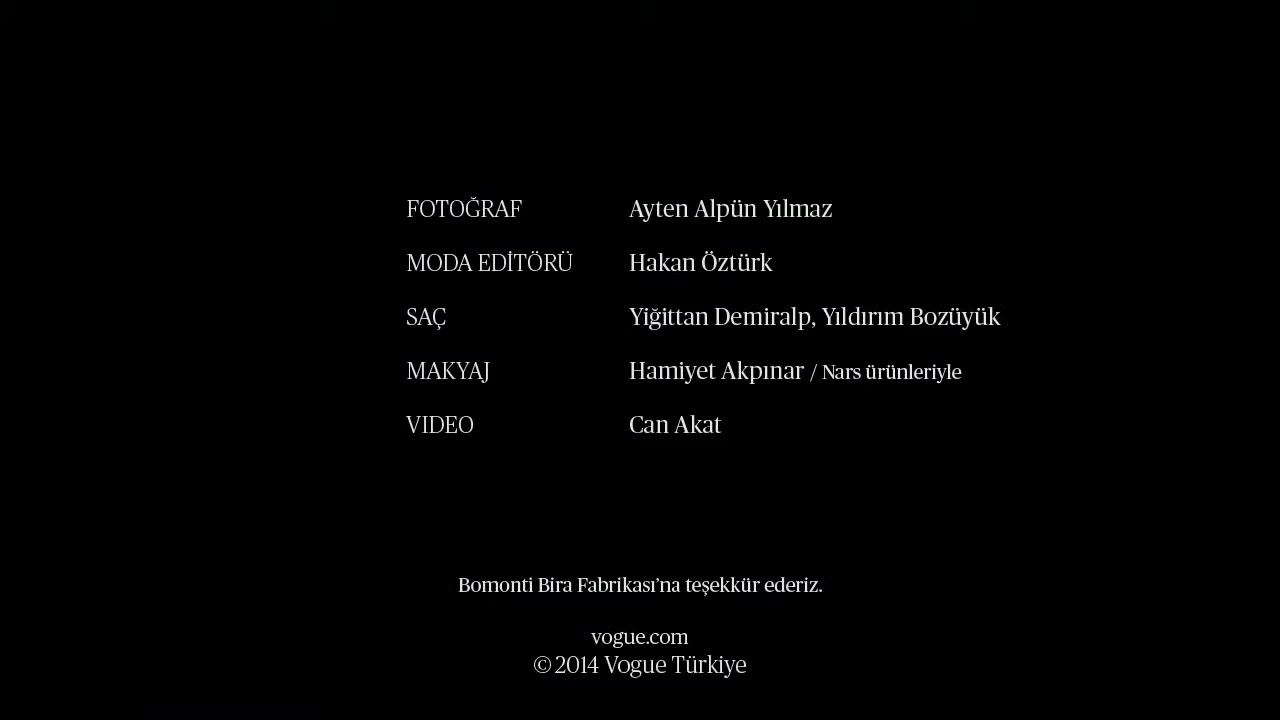 FOTOĞRAF Ayten Alpün Yılmaz
MODA EDİTÖRÜ Hakan Öztürk
SAÇ Yiğittan Demiralp, Yıldırım Bozüyük
MAKYAJ Hamiyet Akpınar / Nars ürünleriyle
VIDEO Can Akat
Bomonti Bira Fabrikası'na teşekkür ederiz.
vogue.com
© 2014 Vogue Türkiye